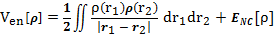 V_en[ρ] = 1/2 ∬ ρ(r₁)ρ(r₂)/|r₁ - r₂| dr₁dr₂ + E_NC[ρ]